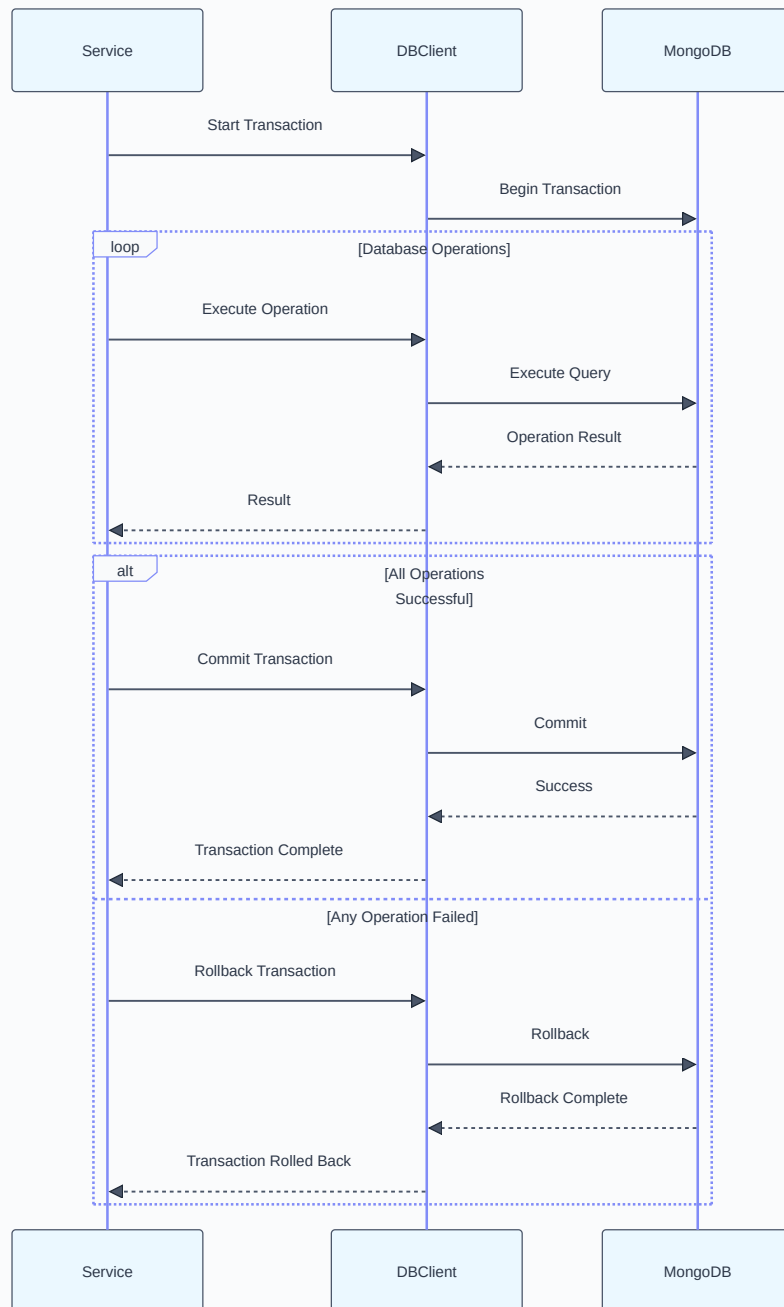 Service
DBClient
MongoDB
Start Transaction
Begin Transaction
loop
[Database Operations]
Execute Operation
Execute Query
Operation Result
Result
alt
[All Operations
Successful]
Commit Transaction
Commit
Success
Transaction Complete
[Any Operation Failed]
Rollback Transaction
Rollback
Rollback Complete
Transaction Rolled Back
Service
DBClient
MongoDB